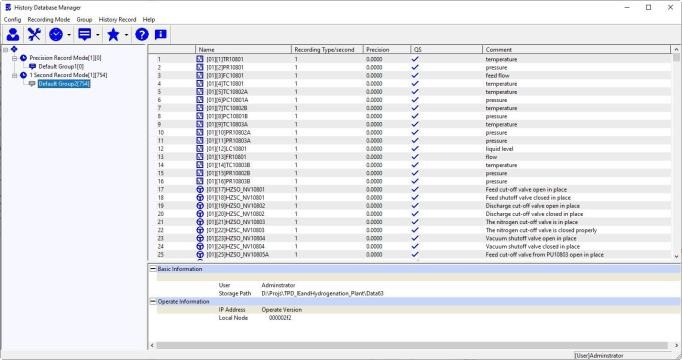 History Database Manager
Config Recording Mode Group History Record Help
Precision Record Mode[1][0]
Default Group1[0]
1 Second Record Mode[1][754]
Default Group2[754]
Name Recording Type/second Precision QS Comment
1 [01][1]TR10801 1 0.0000 temperature
2 [01][2]PR10801 1 0.0000 pressure
3 [01][3]FC10801 1 0.0000 feed flow
4 [01][4]TC10801 1 0.0000 temperature
5 [01][5]TC10802A 1 0.0000 temperature
6 [01][6]PC10801A 1 0.0000 pressure
7 [01][7]TC10802B 1 0.0000 temperature
8 [01][8]PC10801B 1 0.0000 pressure
9 [01][9]TC10803A 1 0.0000 temperature
10 [01][10]PR10802A 1 0.0000 pressure
11 [01][11]PR10803A 1 0.0000 pressure
12 [01][12]LC10801 1 0.0000 liquid level
13 [01][13]FR10801 1 0.0000 flow
14 [01][14]TC10803B 1 0.0000 temperature
15 [01][15]PR10802B 1 0.0000 pressure
16 [01][16]PR10803B 1 0.0000 pressure
17 [01][17]HZSO_NV10801 1 0.0000 Feed cut-off valve open in place
18 [01][18]HZSC_NV10801 1 0.0000 Feed shutoff valve closed in place
19 [01][19]HZSO_NV10802 1 0.0000 Discharge cut-off valve open in place
20 [01][20]HZSO_NV10802 1 0.0000 Discharge cut-off valve closed in place
21 [01][21]HZSO_NV10803 1 0.0000 The nitrogen cut-off valve is in place
22 [01][22]HZSO_NV10803 1 0.0000 The nitrogen cut-off valve is closed properly
23 [01][23]HZSO_NV10804 1 0.0000 Vacuum shutoff valve open in place
24 [01][24]HZSO_NV10804 1 0.0000 Vacuum shutoff valve closed in place
25 [01][25]HZSO_NV10805A 1 0.0000 Feed cut-off valve from PU10803 open in place
Basic Information
User Adminstrator
Storage Path D:\Projs\TPD_IEandHydrogenation_Plant\Data63
Operate Information
IP Address Operate Version
Local Node 000002f2
[User]Adminstrator